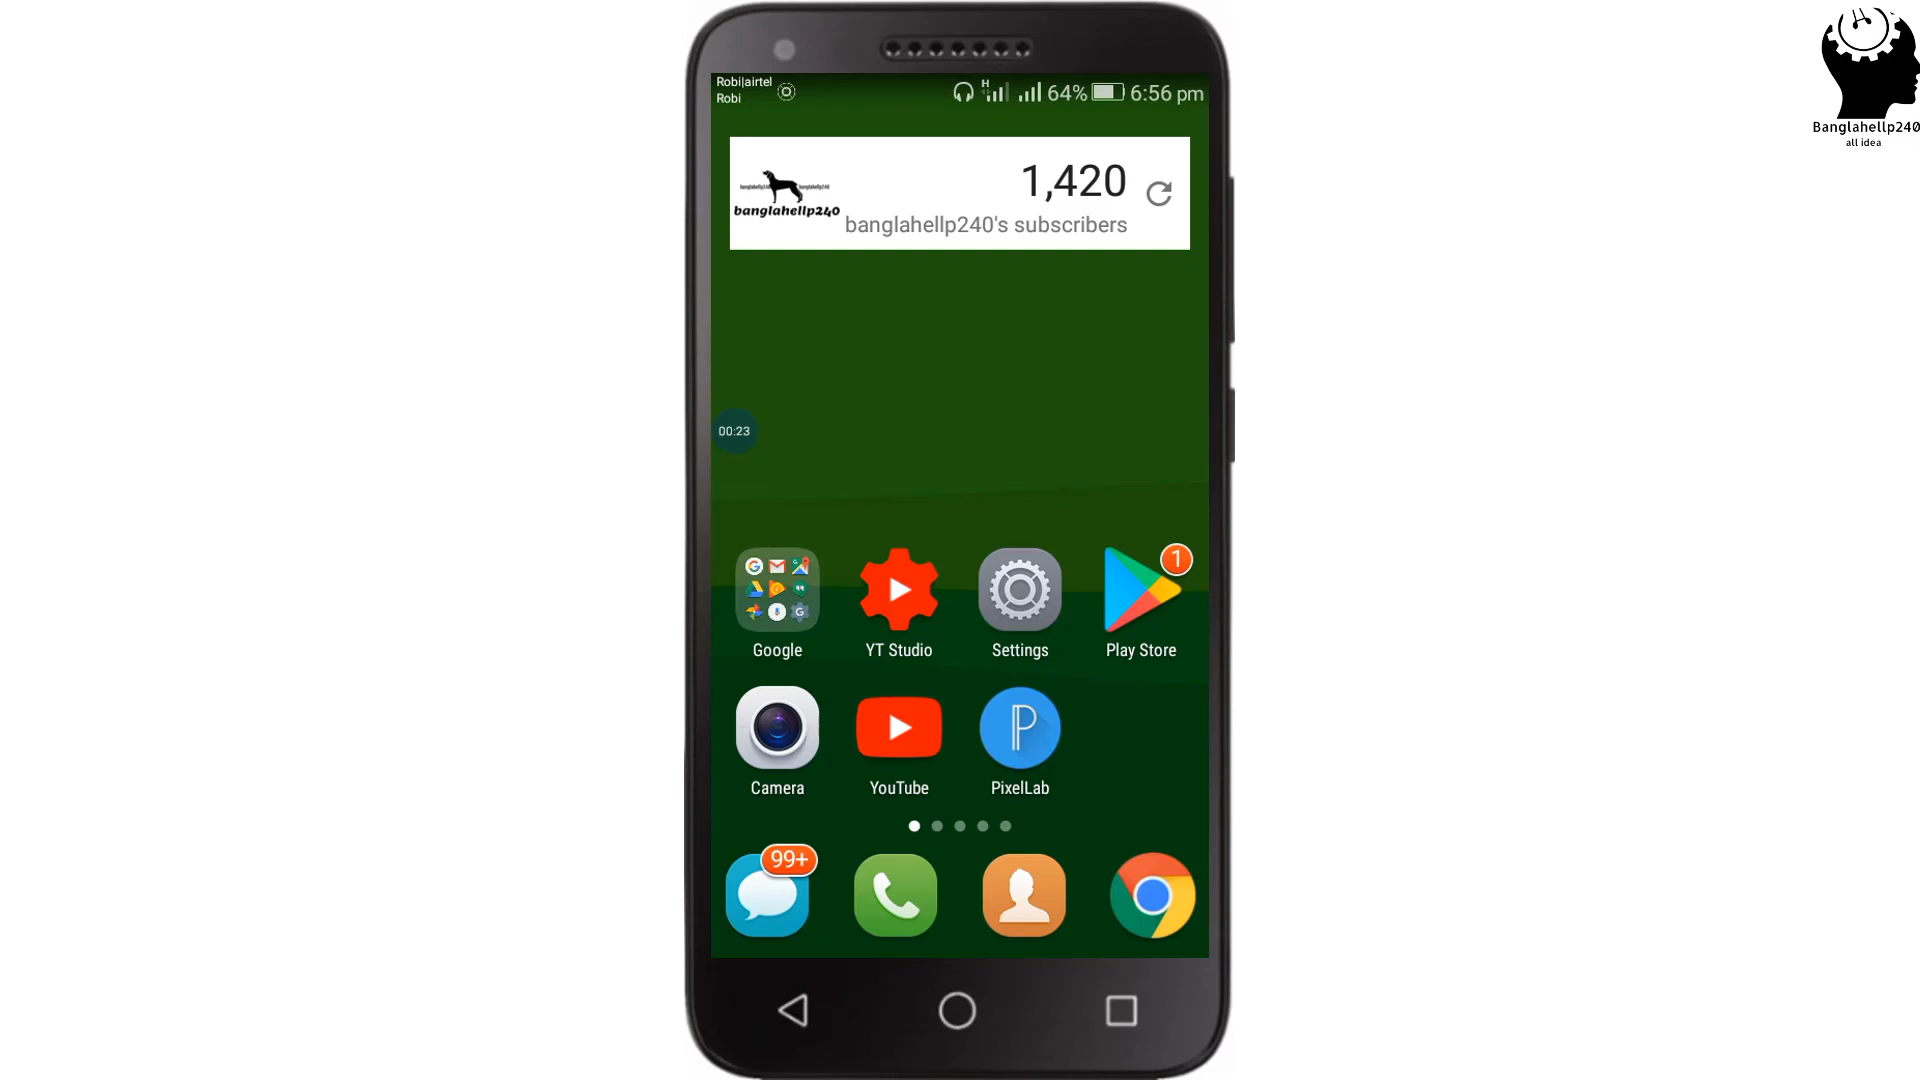 Robi|airtel
Robi
H
64%
6:56 pm
1,420
banglahellp240
banglahellp240's subscribers
00:23
1
Google
YT Studio
Settings
Play Store
Camera
YouTube
PixelLab
99+
Banglahellp240
all idea